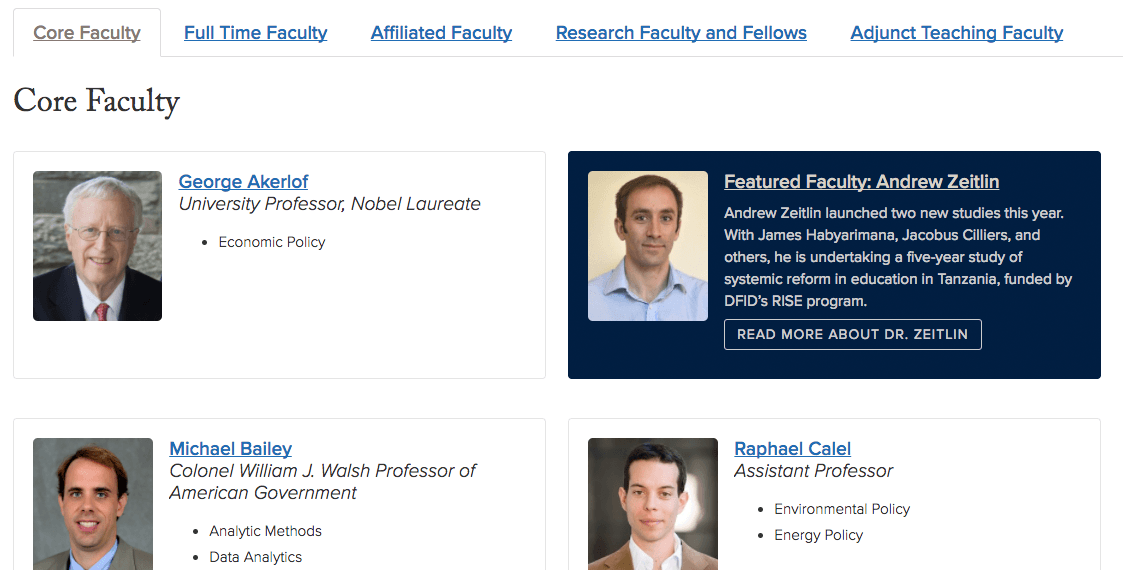 Core Faculty
Full Time Faculty
Affiliated Faculty
Research Faculty and Fellows
Adjunct Teaching Faculty
Core Faculty
George Akerlof
University Professor, Nobel Laureate
Economic Policy
Featured Faculty: Andrew Zeitlin
Andrew Zeitlin launched two new studies this year.
With James Habyarimana, Jacobus Cilliers, and
others, he is undertaking a five-year study of
systemic reform in education in Tanzania, funded by
DFID’s RISE program.
READ MORE ABOUT DR. ZEITLIN
Michael Bailey
Colonel William J. Walsh Professor of
American Government
Analytic Methods
Data Analytics
Raphael Calel
Assistant Professor
Environmental Policy
Energy Policy